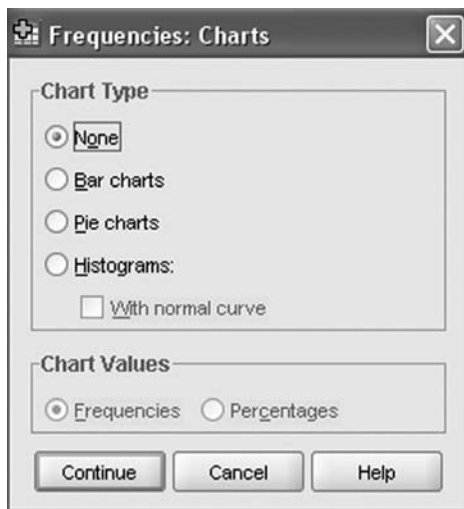 Frequencies: Charts
Chart Type
None
Bar charts
Pie charts
Histograms:
With normal curve
Chart Values
Frequencies Percentages
Continue Cancel Help